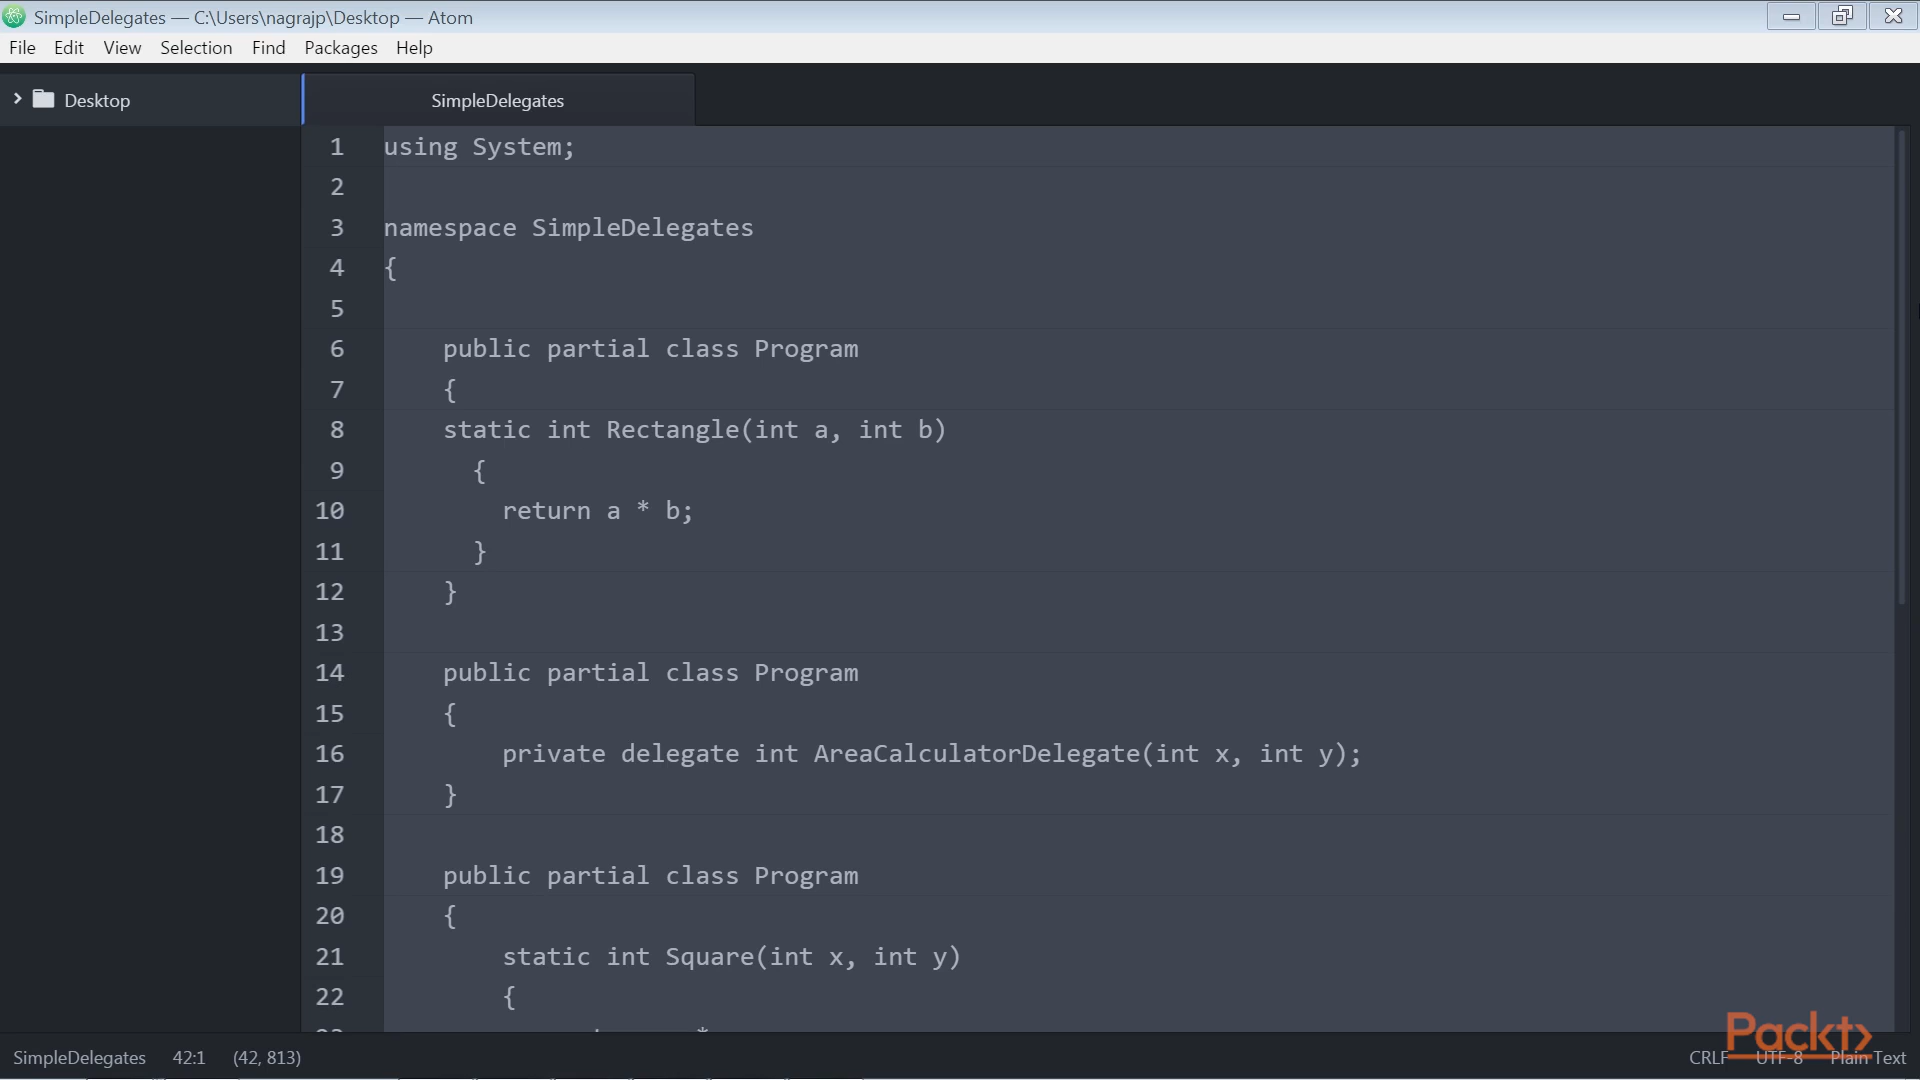 SimpleDelegates — C:\Users\nagrajp\Desktop — Atom
File Edit View Selection Find Packages Help
Desktop
SimpleDelegates
1 using System;
2
3 namespace SimpleDelegates
4 {
5
6 public partial class Program
7 {
8 static int Rectangle(int a, int b)
9 {
10 return a * b;
11 }
12 }
13
14 public partial class Program
15 {
16 private delegate int AreaCalculatorDelegate(int x, int y);
17 }
18
19 public partial class Program
20 {
21 static int Square(int x, int y)
22 {
Packt>
SimpleDelegates 42:1 (42, 813) CRLF UTF-8 Plain Text